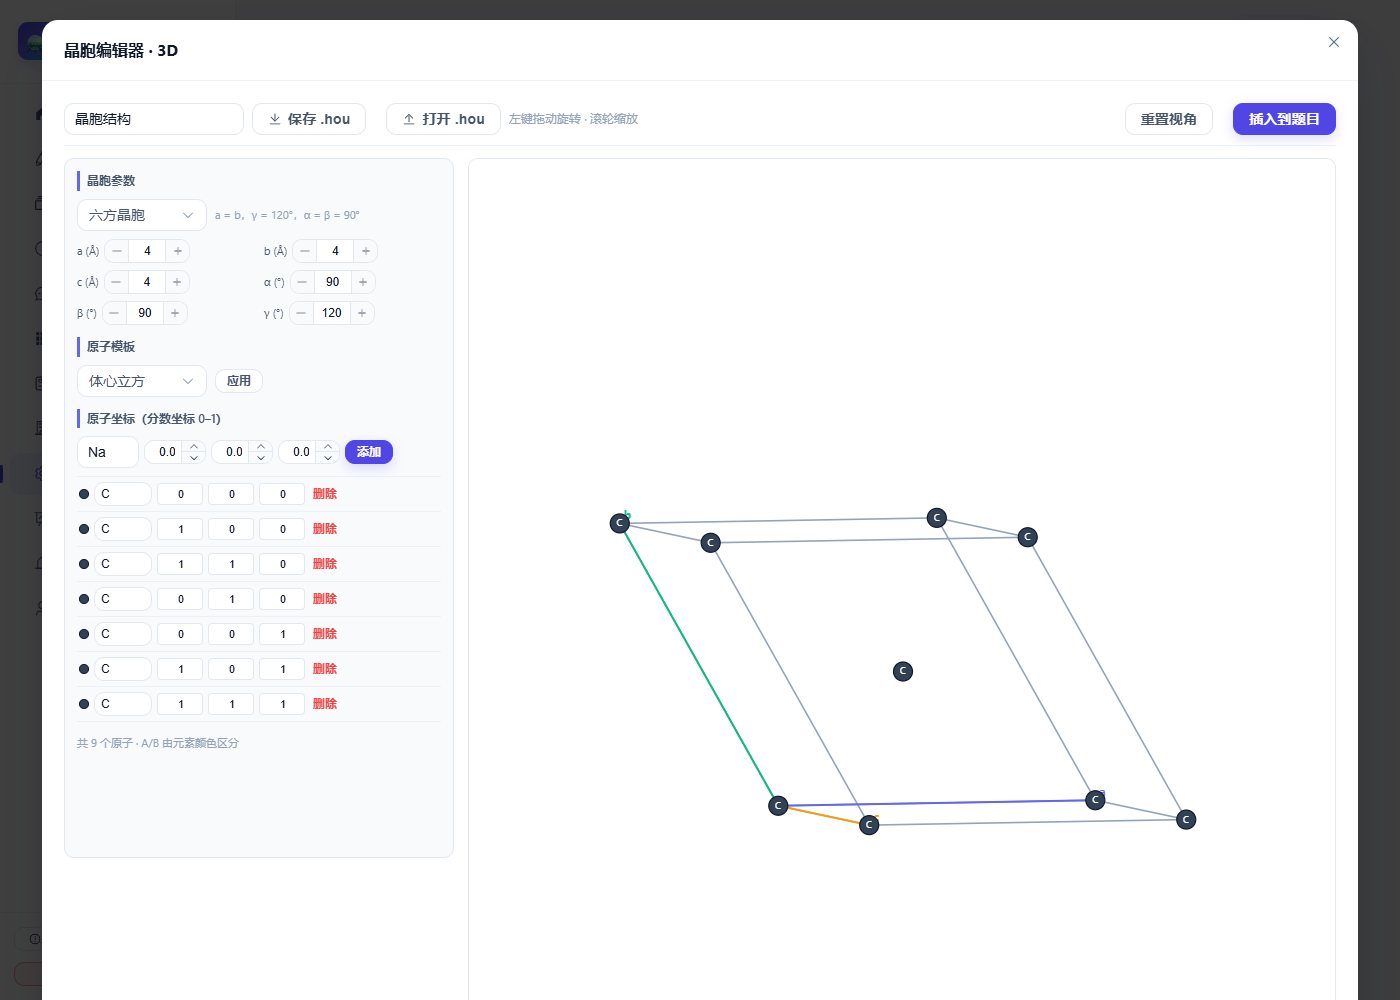 晶胞编辑器 · 3D
晶胞结构 保存 .hou 打开 .hou 左键拖动旋转 · 滚轮缩放 重置视角 插入到题目
晶胞参数
六方晶胞 a = b, γ = 120°, α = β = 90°
a (Å) − 4 + b (Å) − 4 +
c (Å) − 4 + α (°) − 90 +
β (°) − 90 + γ (°) − 120 +
原子模板
体心立方 应用
原子坐标（分数坐标 0–1）
Na 0.0 0.0 0.0 添加
C 0 0 0 删除
C 1 0 0 删除
C 1 1 0 删除
C 0 1 0 删除
C 0 0 1 删除
C 1 0 1 删除
C 1 1 1 删除
共 9 个原子 · A/B 由元素颜色区分
b
C
C
C
C
C
a
C
C
C
C